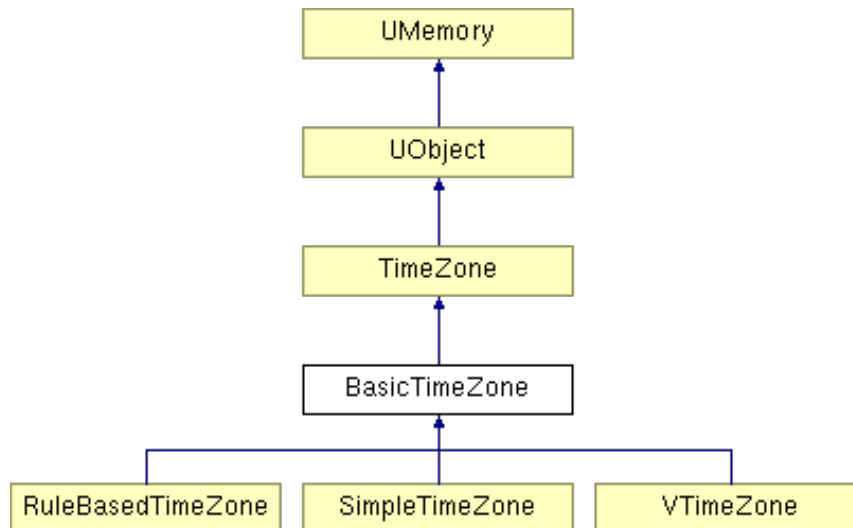 UMemory
UObject
TimeZone
BasicTimeZone
RuleBasedTimeZone
SimpleTimeZone
VTimeZone